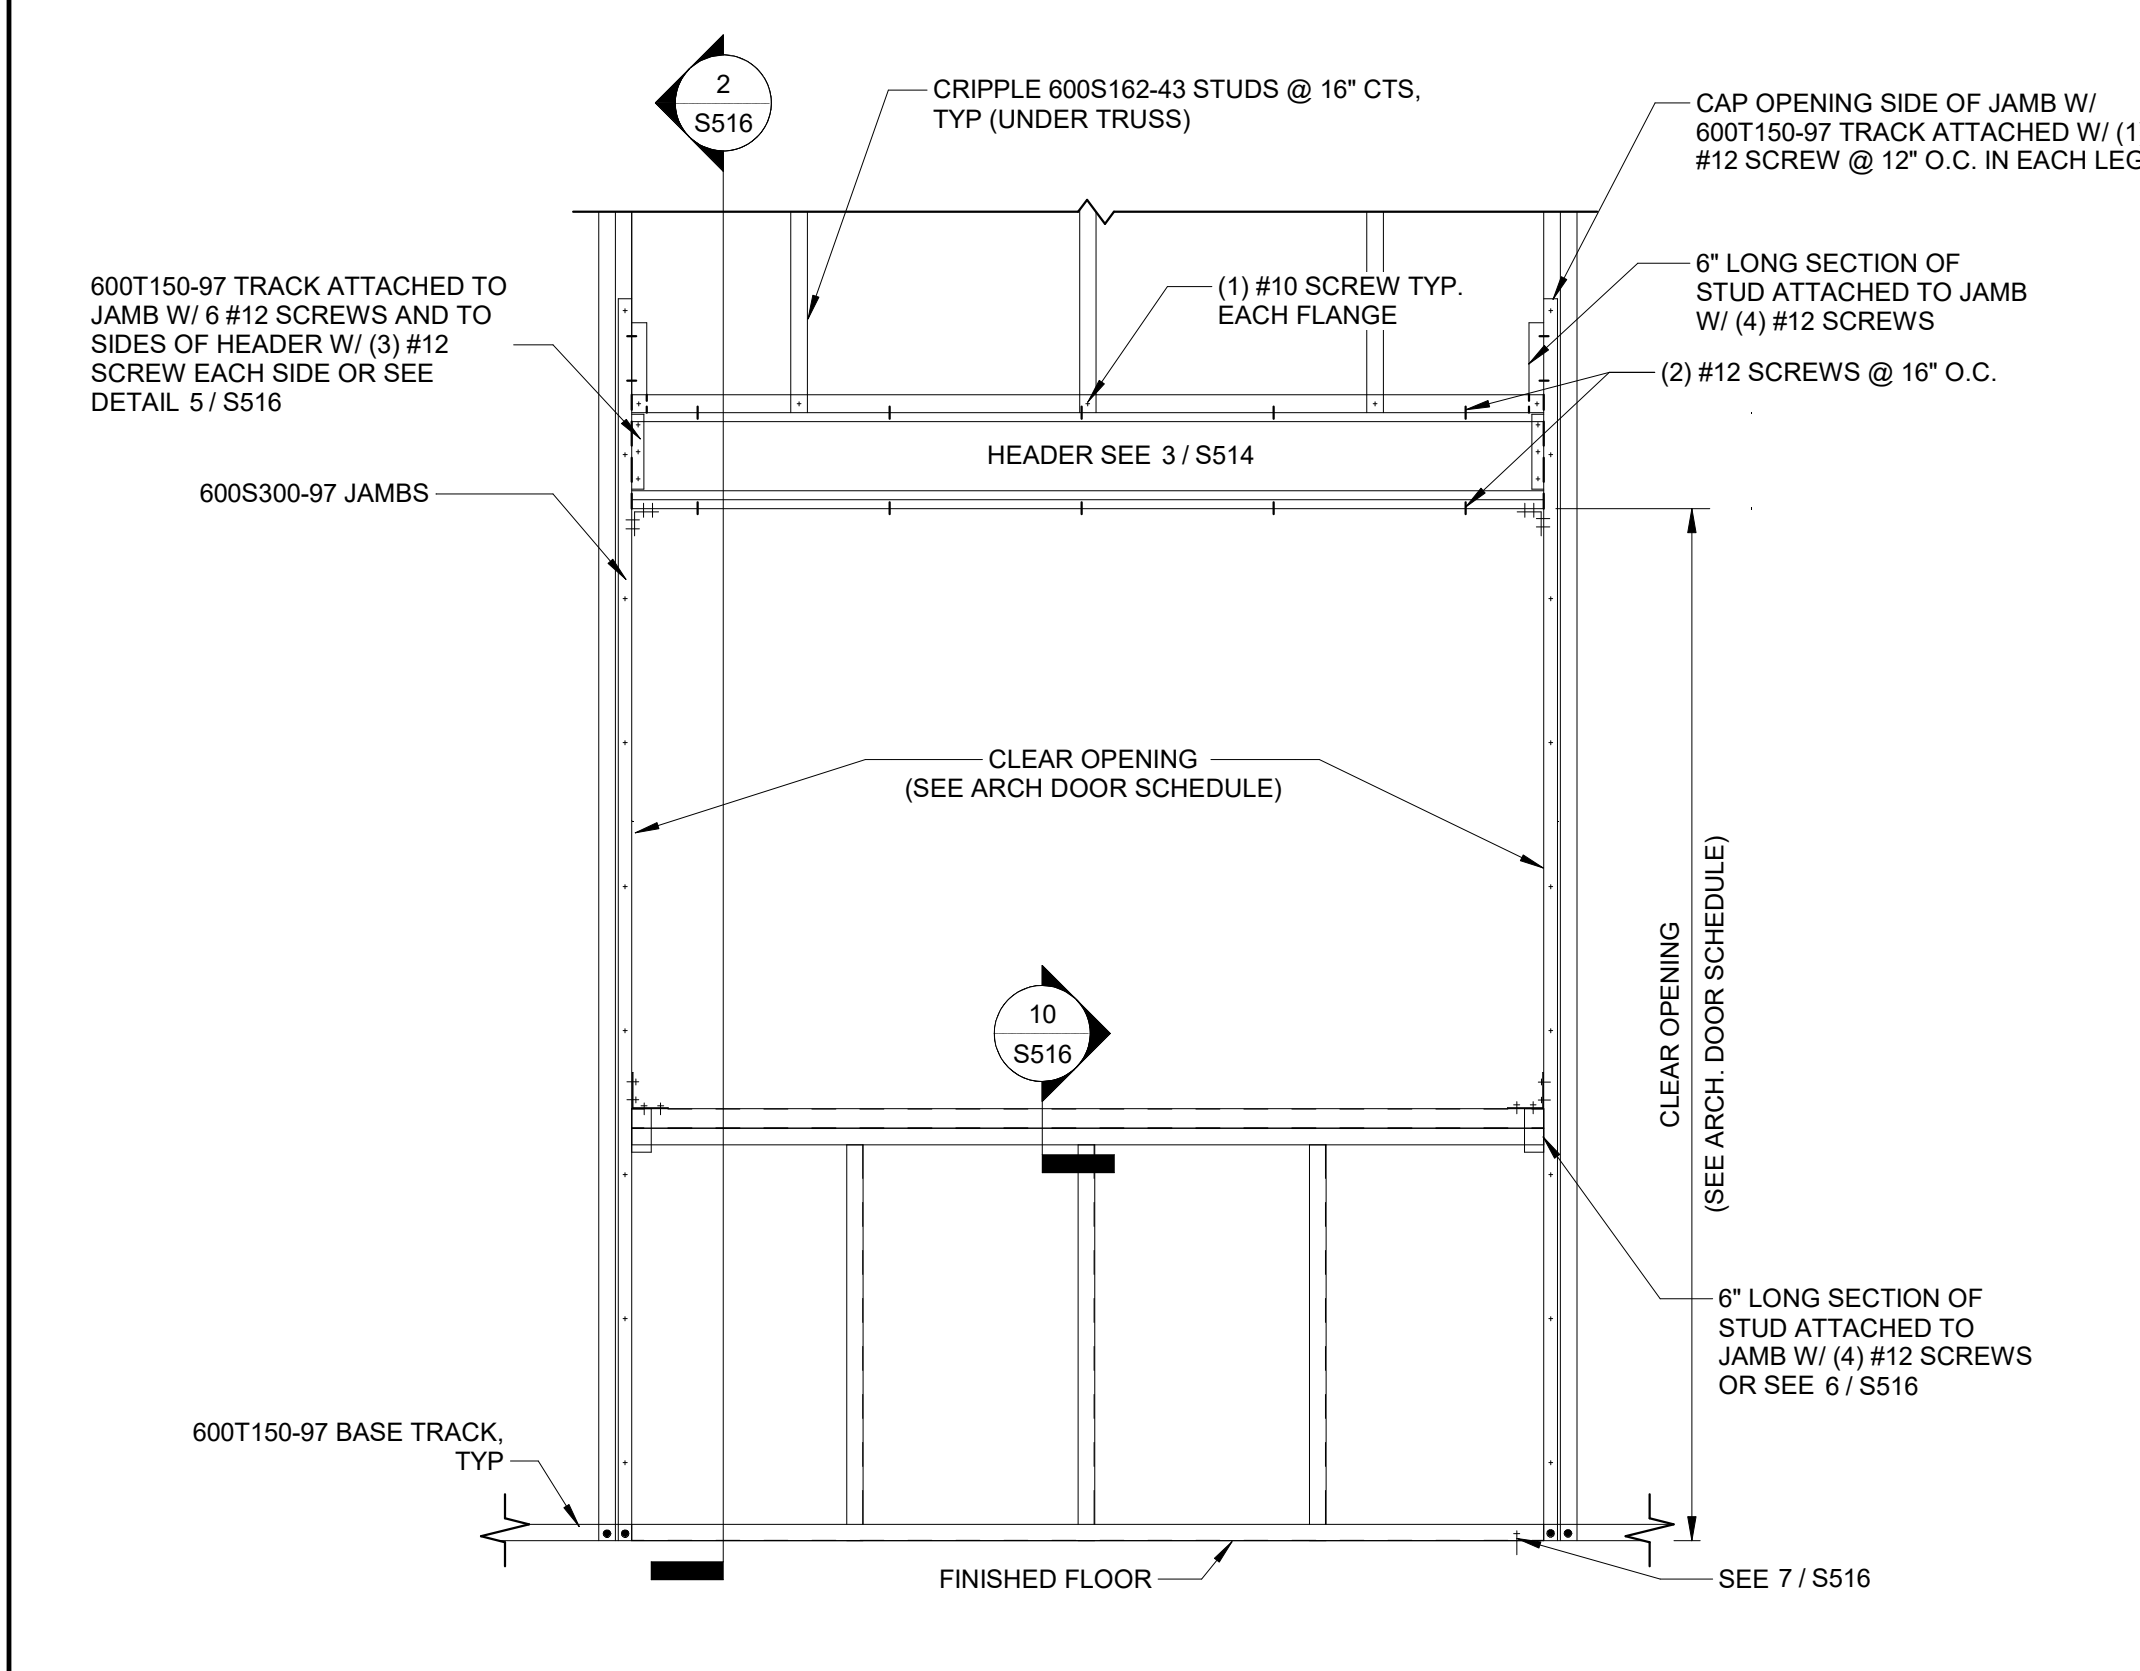 2
S516
CRIPPLE 600S162-43 STUDS @ 16" CTS,
TYP (UNDER TRUSS)
CAP OPENING SIDE OF JAMB W/
600T150-97 TRACK ATTACHED W/ (1
#12 SCREW @ 12" O.C. IN EACH LEG
600T150-97 TRACK ATTACHED TO
JAMB W/ 6 #12 SCREWS AND TO
SIDES OF HEADER W/ (3) #12
SCREW EACH SIDE OR SEE
DETAIL 5 / S516
(1) #10 SCREW TYP.
EACH FLANGE
6" LONG SECTION OF
STUD ATTACHED TO JAMB
W/ (4) #12 SCREWS
(2) #12 SCREWS @ 16" O.C.
HEADER SEE 3 / S514
600S300-97 JAMBS
CLEAR OPENING
(SEE ARCH DOOR SCHEDULE)
CLEAR OPENING
(SEE ARCH. DOOR SCHEDULE)
10
S516
6" LONG SECTION OF
STUD ATTACHED TO
JAMB W/ (4) #12 SCREWS
OR SEE 6 / S516
600T150-97 BASE TRACK,
TYP
FINISHED FLOOR
SEE 7 / S516